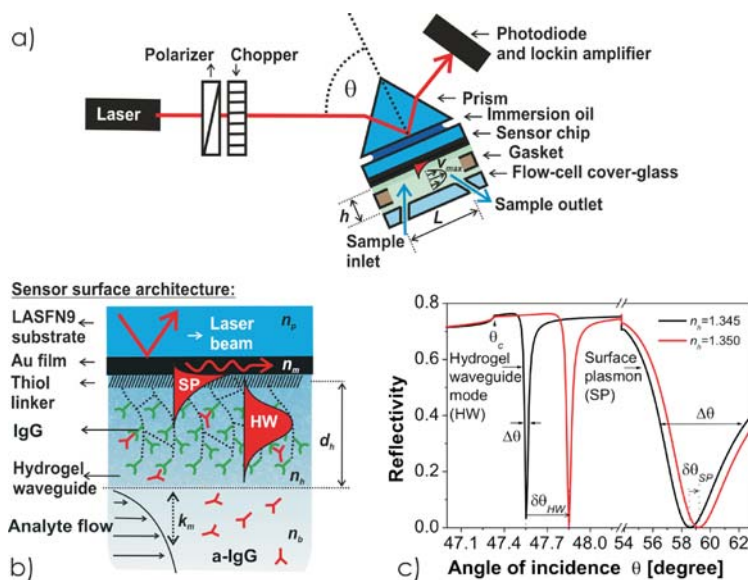 a)
Polarizer
Chopper
Laser
θ
Photodiode
and lockin amplifier
Prism
Immersion oil
Sensor chip
Gasket
Flow-cell cover-glass
Sample outlet
v max
h
L
Sample
inlet
Sensor surface architecture:
LASFN9
substrate
Laser
beam
n_p
Au film
n_m
Thiol
linker
SP
HW
IgG
d_h
Hydrogel
waveguide
n_h
Analyte flow
k_m
n_b
a-IgG
b)
0.8
0.6
0.4
0.2
0.0
Reflectivity
n_h=1.345
n_h=1.350
θ_c
Hydrogel
waveguide
mode
(HW)
Surface
plasmon
(SP)
Δθ
Δθ
δθ_HW
δθ_SP
47.1 47.4 47.7 48.0 54 56 58 60 62
Angle of incidence θ [degree]
c)